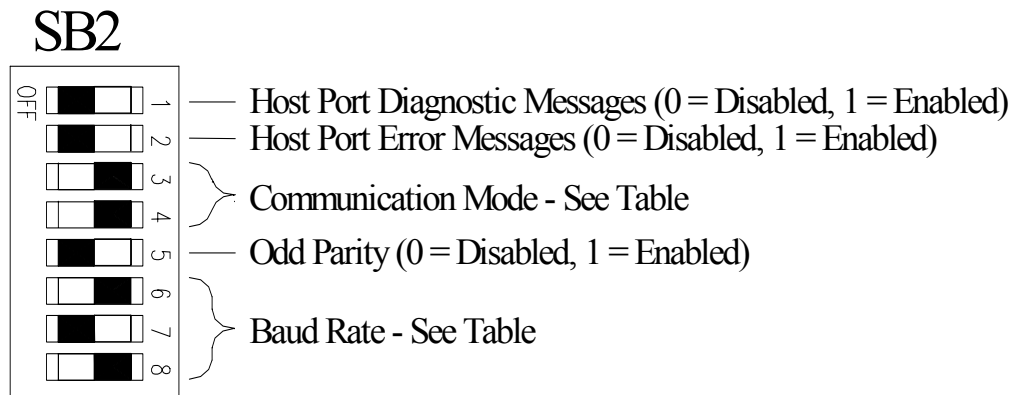 SB2
OFF
1 Host Port Diagnostic Messages (0 = Disabled, 1 = Enabled)
2 Host Port Error Messages (0 = Disabled, 1 = Enabled)
3
4
Communication Mode - See Table
5 Odd Parity (0 = Disabled, 1 = Enabled)
6
7
8
Baud Rate - See Table